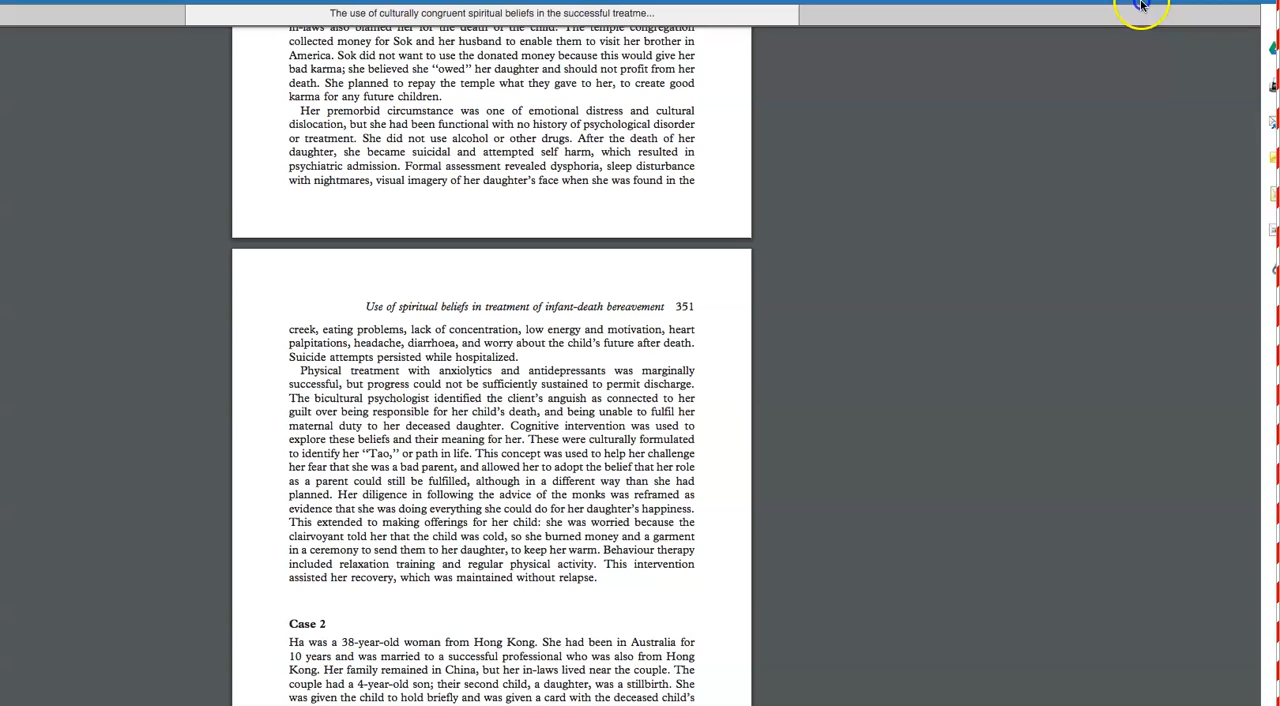 The use of culturally congruent spiritual beliefs in the successful treatme...
in-laws also blamed her for the death of the child. The temple congregation
collected money for Sok and her husband to enable them to visit her brother in
America. Sok did not want to use the donated money because this would give her
bad karma; she believed she “owed” her daughter and should not profit from her
death. She planned to repay the temple what they gave to her, to create good
karma for any future children.
Her premorbid circumstance was one of emotional distress and cultural
dislocation, but she had been functional with no history of psychological disorder
or treatment. She did not use alcohol or other drugs. After the death of her
daughter, she became suicidal and attempted self harm, which resulted in
psychiatric admission. Formal assessment revealed dysphoria, sleep disturbance
with nightmares, visual imagery of her daughter’s face when she was found in the
Use of spiritual beliefs in treatment of infant-death bereavement 351
creek, eating problems, lack of concentration, low energy and motivation, heart
palpitations, headache, diarrhoea, and worry about the child’s future after death.
Suicide attempts persisted while hospitalized.
Physical treatment with anxiolytics and antidepressants was marginally
successful, but progress could not be sufficiently sustained to permit discharge.
The bicultural psychologist identified the client’s anguish as connected to her
guilt over being responsible for her child’s death, and being unable to fulfil her
maternal duty to her deceased daughter. Cognitive intervention was used to
explore these beliefs and their meaning for her. These were culturally formulated
to identify her “Tao,” or path in life. This concept was used to help her challenge
her fear that she was a bad parent, and allowed her to adopt the belief that her role
as a parent could still be fulfilled, although in a different way than she had
planned. Her diligence in following the advice of the monks was reframed as
evidence that she was doing everything she could do for her daughter’s happiness.
This extended to making offerings for her child: she was worried because the
clairvoyant told her that the child was cold, so she burned money and a garment
in a ceremony to send them to her daughter, to keep her warm. Behaviour therapy
included relaxation training and regular physical activity. This intervention
assisted her recovery, which was maintained without relapse.
Case 2
Ha was a 38-year-old woman from Hong Kong. She had been in Australia for
10 years and was married to a successful professional who was also from Hong
Kong. Her family remained in China, but her in-laws lived near the couple. The
couple had a 4-year-old son; their second child, a daughter, was a stillbirth. She
was given the child to hold briefly and was given a card with the deceased child’s